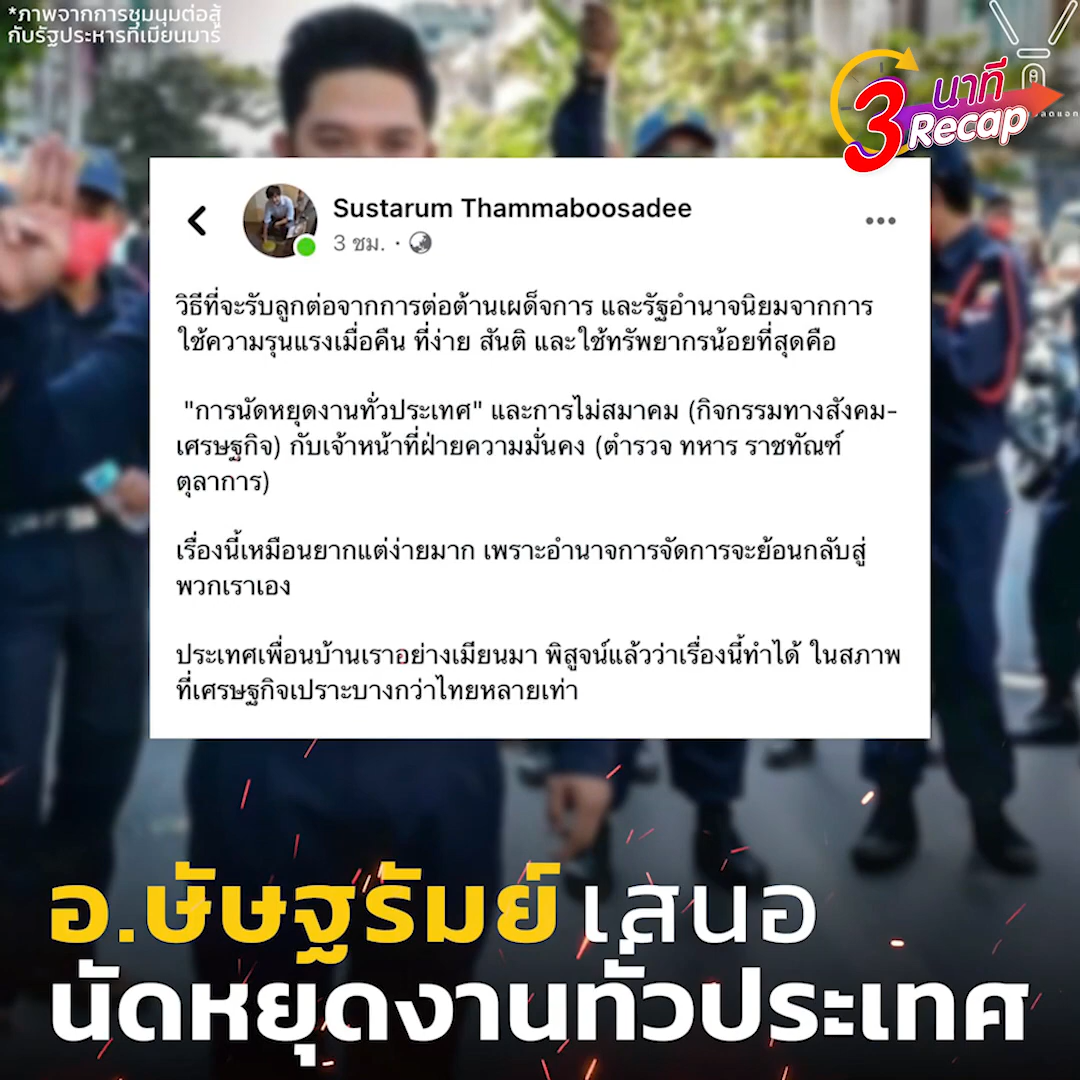 *ภาพจากการชุมนุมต่อสู้
กับรัฐประหารที่เมียนมาร์
3 นาที
Recap
Sustarum Thammaboosadee
3 ชม. ·
วิธีที่จะรับลูกต่อจากการต่อต้านเผด็จการ และรัฐอำนาจนิยมจากการ
ใช้ความรุนแรงเมื่อคืน ที่ง่าย สันติ และใช้ทรัพยากรน้อยที่สุดคือ
"การนัดหยุดงานทั่วประเทศ" และการไม่สมาคม (กิจกรรมทางสังคม-
เศรษฐกิจ) กับเจ้าหน้าที่ฝ่ายความมั่นคง (ตำรวจ ทหาร ราชทัณฑ์
ตุลาการ)
เรื่องนี้เหมือนยากแต่ง่ายมาก เพราะอำนาจการจัดการจะย้อนกลับสู่
พวกเราเอง
ประเทศเพื่อนบ้านเราอย่างเมียนมา พิสูจน์แล้วว่าเรื่องนี้ทำได้ ในสภาพ
ที่เศรษฐกิจเปราะบางกว่าไทยหลายเท่า
อ.ษัษฐรัมย์ เสนอ
นัดหยุดงานทั่วประเทศ